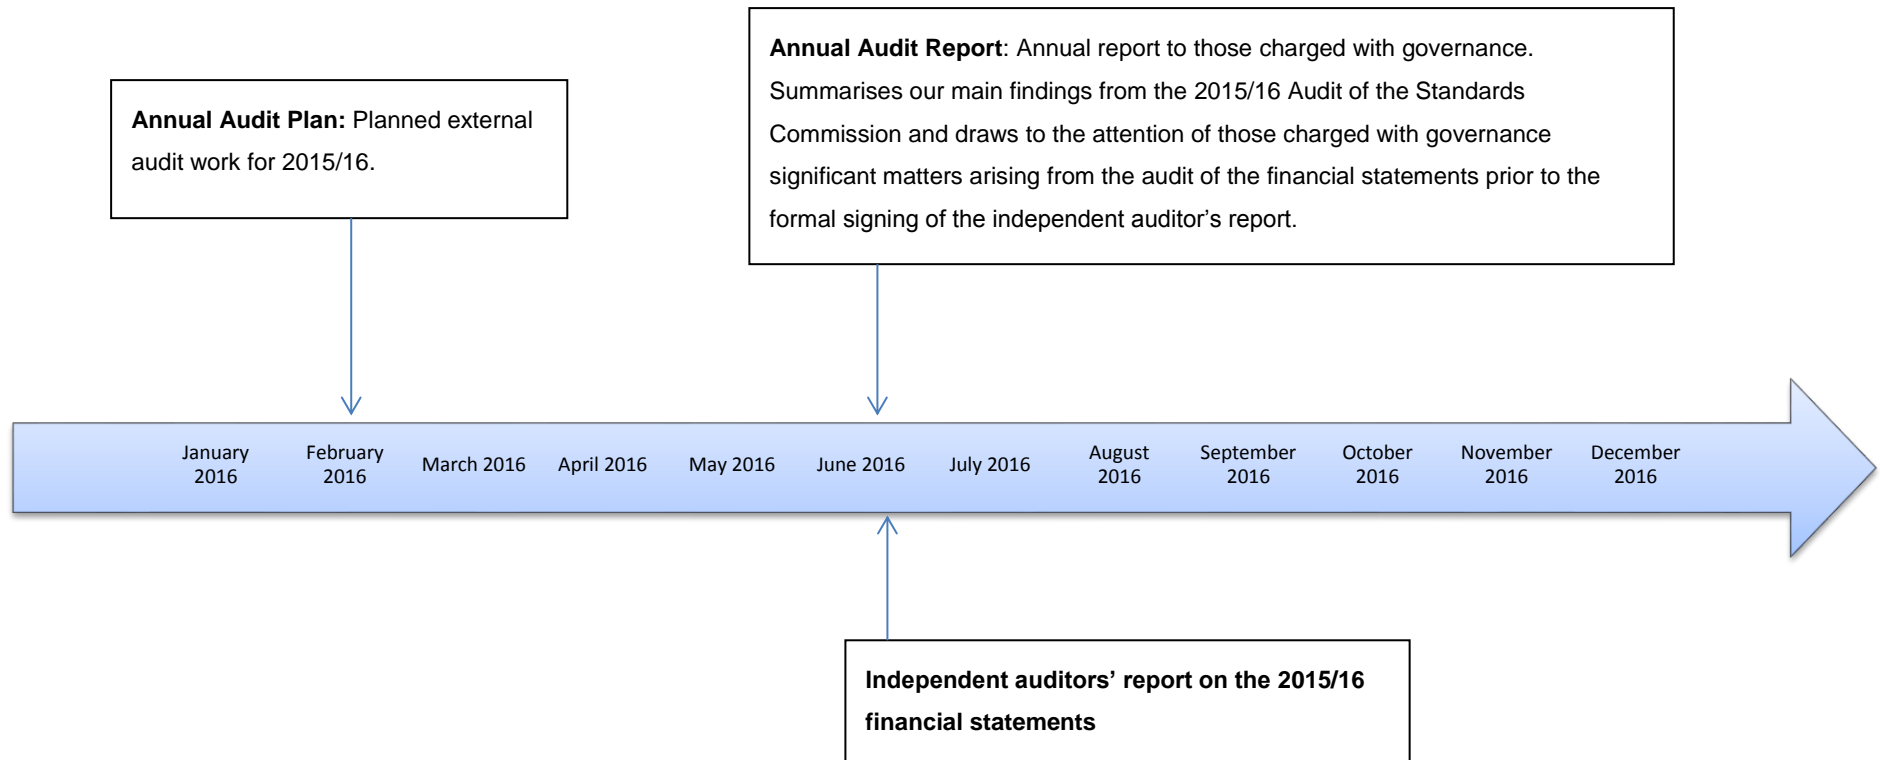 Annual Audit Plan: Planned external
audit work for 2015/16.
Annual Audit Report: Annual report to those charged with governance.
Summarises our main findings from the 2015/16 Audit of the Standards
Commission and draws to the attention of those charged with governance
significant matters arising from the audit of the financial statements prior to the
formal signing of the independent auditor’s report.
January
2016
February
2016
March 2016
April 2016
May 2016
June 2016
July 2016
August
2016
September
2016
October
2016
November
2016
December
2016
Independent auditors’ report on the 2015/16
financial statements